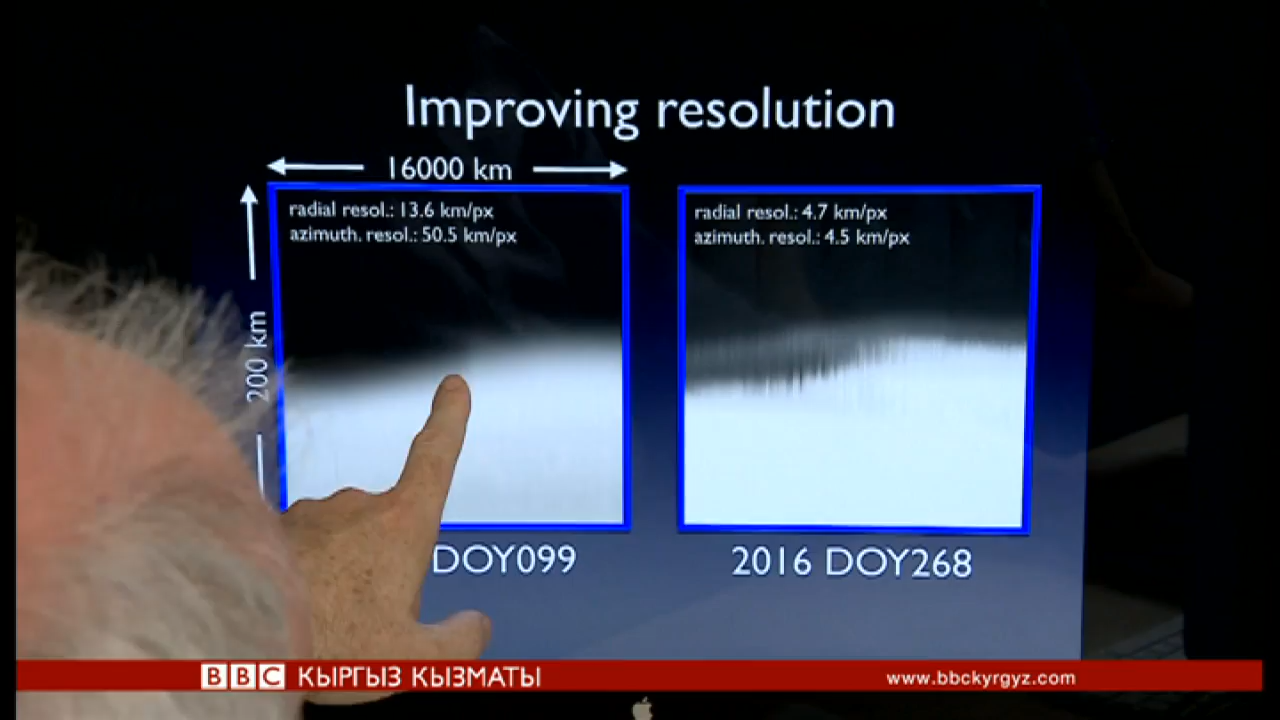 Improving resolution
16000 km
200 km
radial resol.: 13.6 km/px
azimuth. resol.: 50.5 km/px
radial resol.: 4.7 km/px
azimuth. resol.: 4.5 km/px
DOY099
2016 DOY268
BBC КЫРГЫЗ КЫЗМАТЫ
www.bbckyrgyz.com